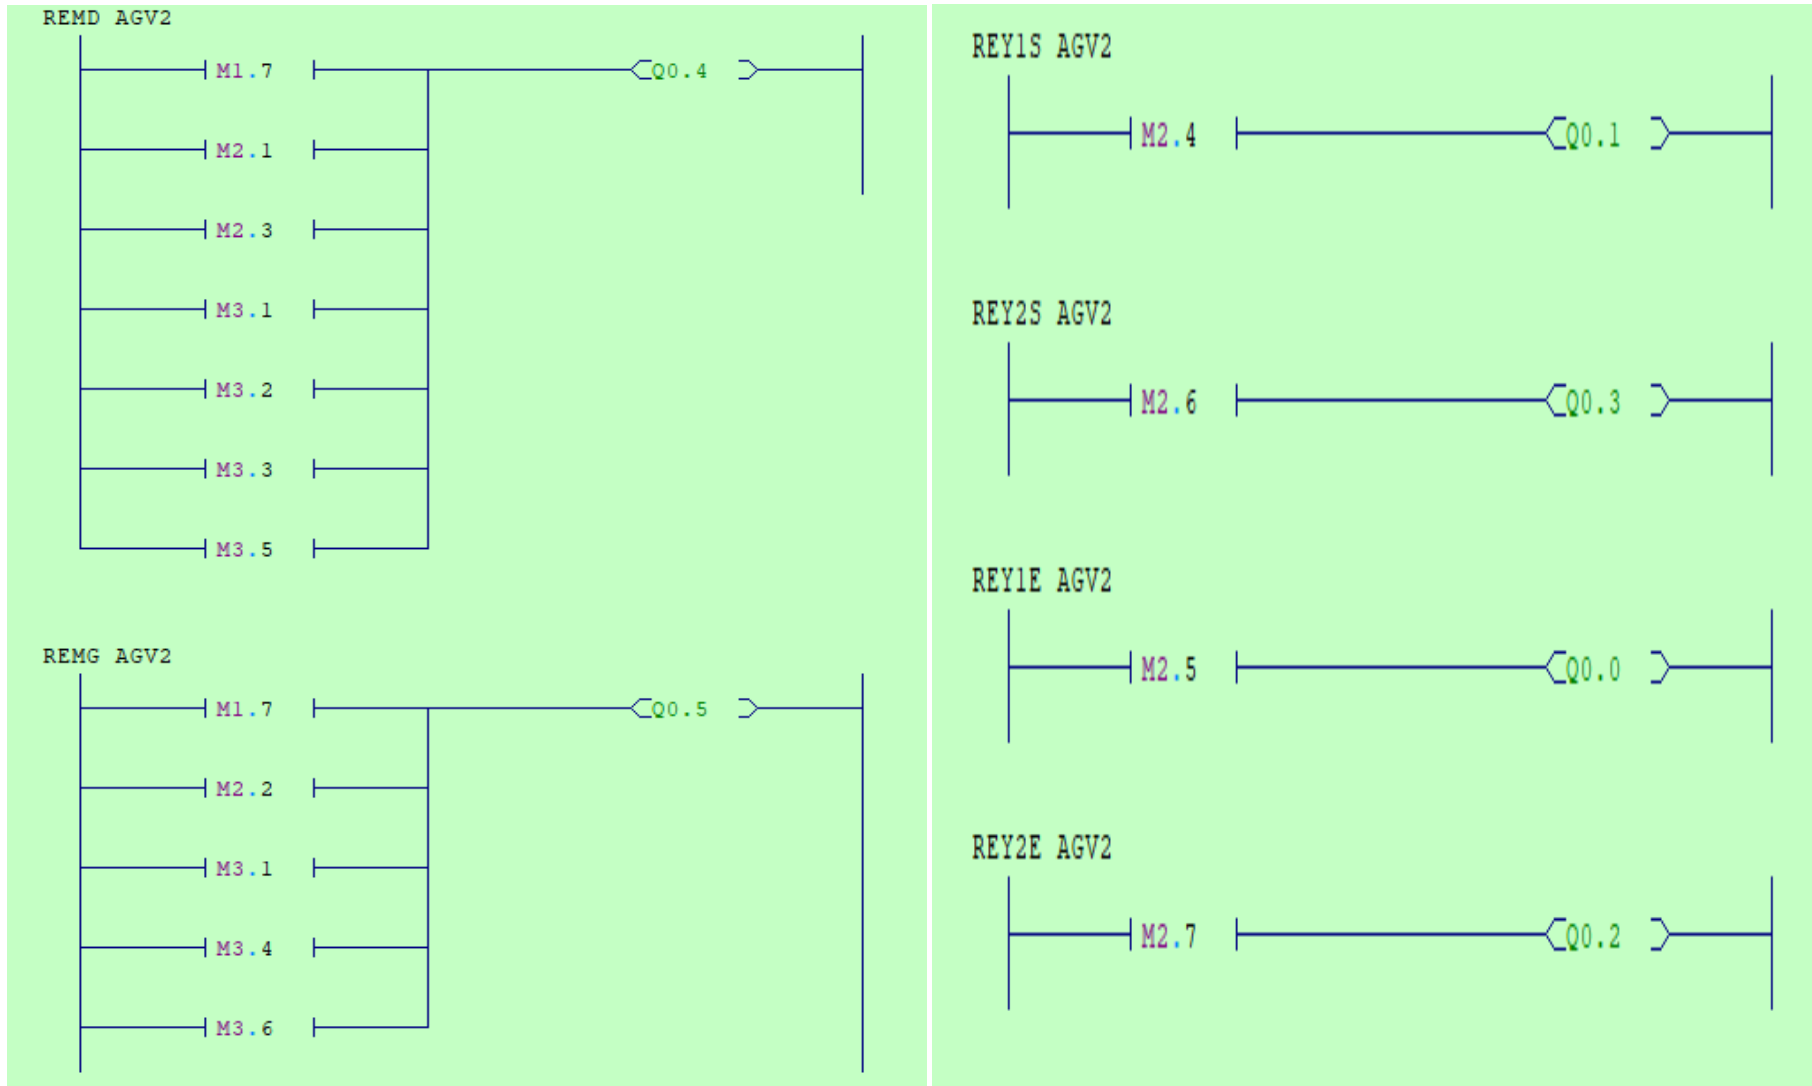 REMD AGV2
M1.7 Q0.4
M2.1
M2.3
M3.1
M3.2
M3.3
M3.5
REMG AGV2
M1.7 Q0.5
M2.2
M3.1
M3.4
M3.6
REY1S AGV2
M2.4 Q0.1
REY2S AGV2
M2.6 Q0.3
REY1E AGV2
M2.5 Q0.0
REY2E AGV2
M2.7 Q0.2